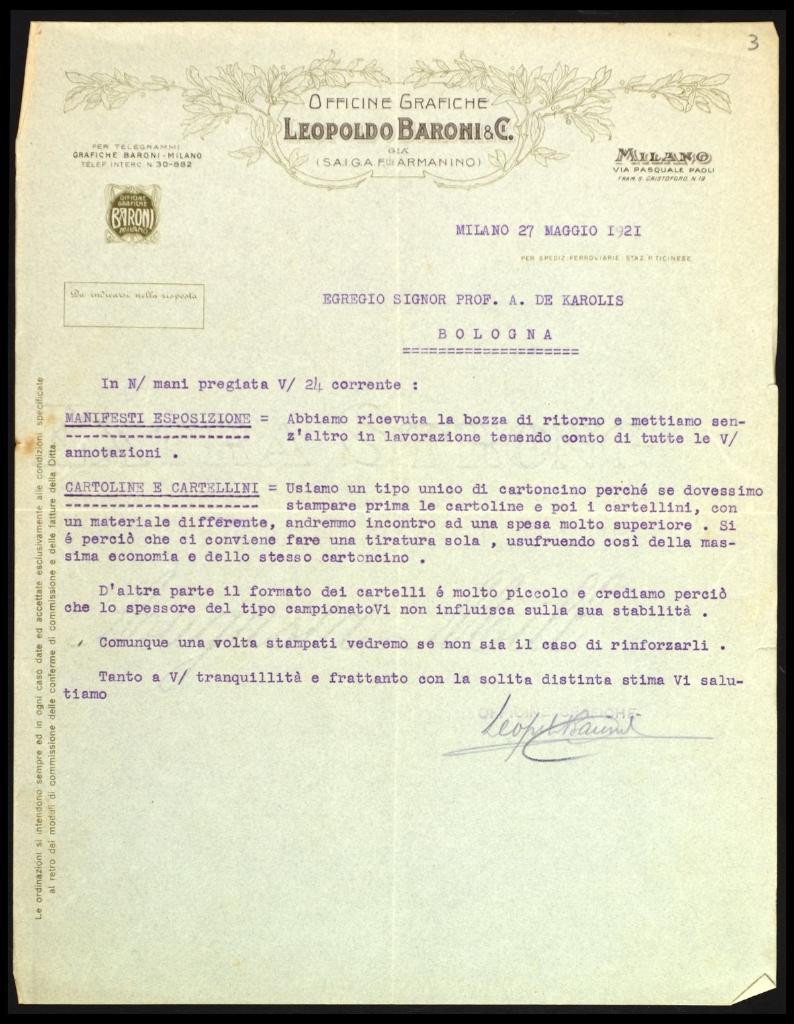 3
OFFICINE GRAFICHE
LEOPOLDO BARONI & Cⁱ.
GIÀ
(S.A.I.G.A. F.LLI ARMANINO)
PER TELEGRAMMI
GRAFICHE BARONI - MILANO
TELEF. INTERC. N. 30-882
MILANO
VIA PASQUALE PAOLI
FRAM. S. CRISTOFORO, N. 19
OFFICINE
GRAFICHE
BARONI
MILANO
MILANO 27 MAGGIO 1921
PER SPEDIZ. FERROVIARIE: STAZ. P. TICINESE
Da indicarsi nella risposta
EGREGIO SIGNOR PROF. A. DE KAROLIS
B O L O G N A
====================
In N/ mani pregiata V/ 24 corrente :
MANIFESTI ESPOSIZIONE = Abbiamo ricevuta la bozza di ritorno e mettiamo sen-
--------------------- z'altro in lavorazione tenendo conto di tutte le V/
annotazioni .
CARTOLINE E CARTELLINI = Usiamo un tipo unico di cartoncino perché se dovessimo
---------------------- stampare prima le cartoline e poi i cartellini, con
un materiale differente, andremmo incontro ad una spesa molto superiore . Si
é perciò che ci conviene fare una tiratura sola , usufruendo così della mas-
sima economia e dello stesso cartoncino .
D'altra parte il formato dei cartelli é molto piccolo e crediamo perciò
che lo spessore del tipo campionatoVi non influisca sulla sua stabilità .
Comunque una volta stampati vedremo se non sia il caso di rinforzarli .
Tanto a V/ tranquillità e frattanto con la solita distinta stima Vi salu-
tiamo
OFFICINE GRAFICHE
Leopold Baroni
Le ordinazioni si intendono sempre ed in ogni caso date ed accettate esclusivamente alle condizioni specificate
al retro dei moduli di commissione delle conferme di commissione e delle fatture della Ditta.